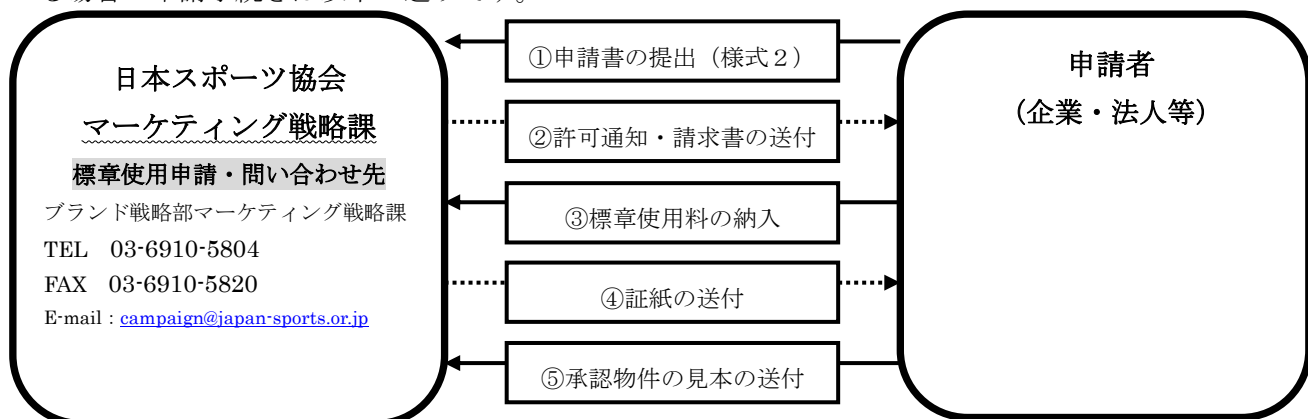 日本スポーツ協会
マーケティング戦略課
標章使用申請・問い合わせ先
ブランド戦略部マーケティング戦略課
TEL　03-6910-5804
FAX　03-6910-5820
E-mail：campaign@japan-sports.or.jp
①申請書の提出（様式２）
②許可通知・請求書の送付
③標章使用料の納入
④証紙の送付
⑤承認物件の見本の送付
申請者
（企業・法人等）